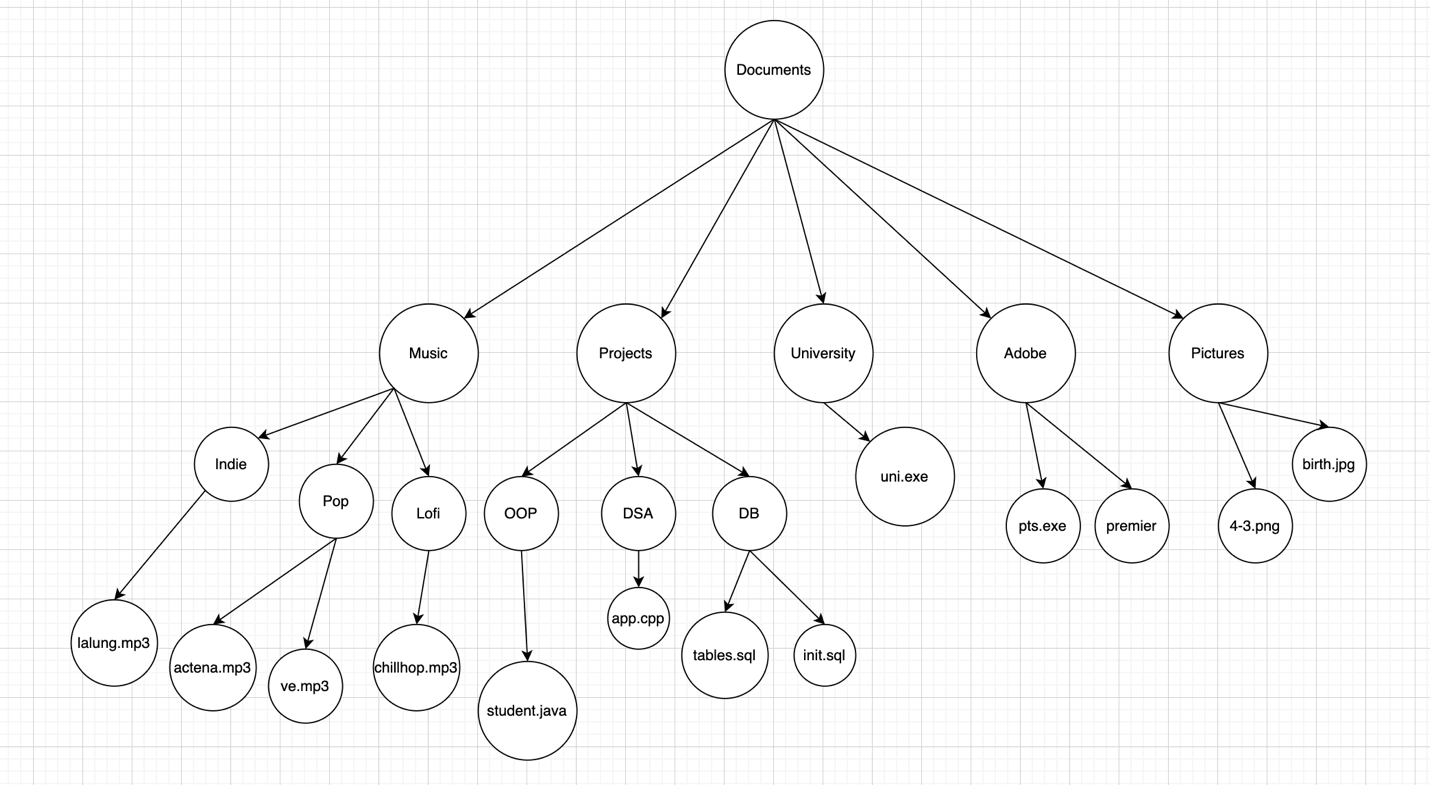 Documents
Music
Projects
University
Adobe
Pictures
Indie
Pop
Lofi
OOP
DSA
DB
uni.exe
pts.exe
premier
4-3.png
birth.jpg
lalung.mp3
actena.mp3
ve.mp3
chillhop.mp3
student.java
app.cpp
tables.sql
init.sql